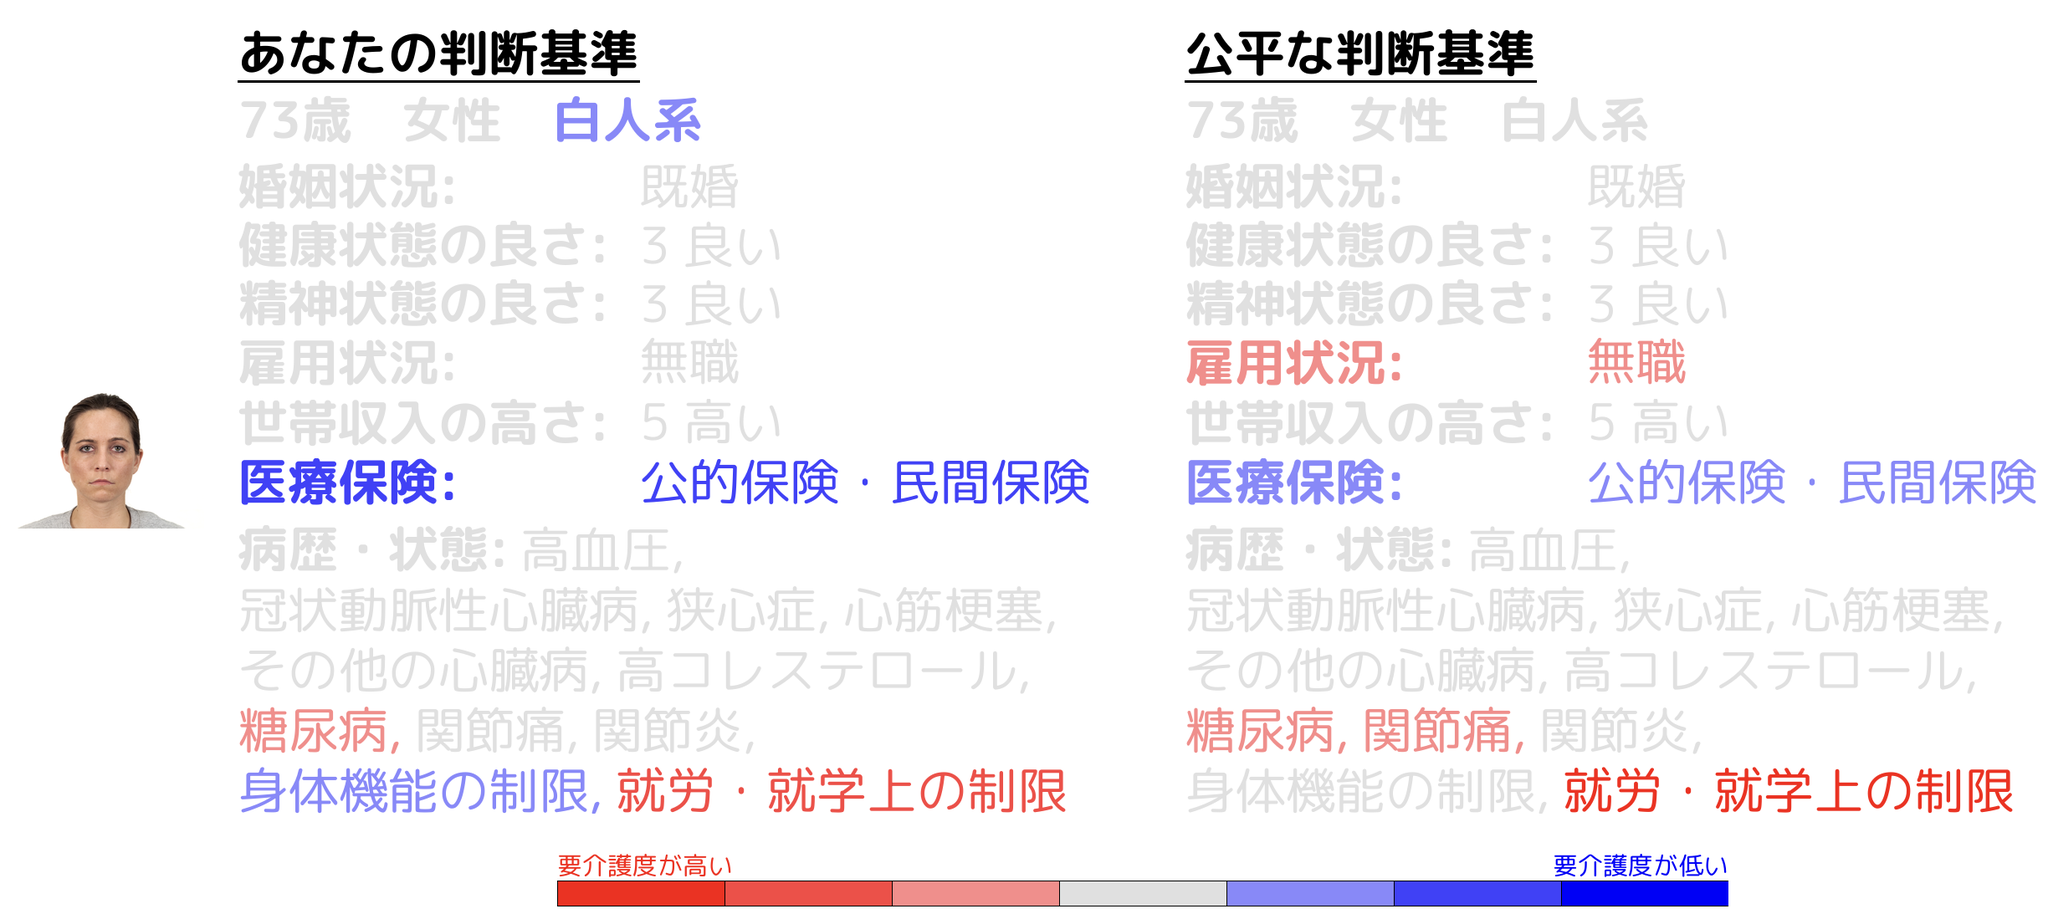 あなたの判断基準
73歳 女性 白人系
婚姻状況: 既婚
健康状態の良さ: 3 良い
精神状態の良さ: 3 良い
雇用状況: 無職
世帯収入の高さ: 5 高い
医療保険: 公的保険・民間保険
病歴・状態: 高血圧,
冠状動脈性心臓病, 狭心症, 心筋梗塞,
その他の心臓病, 高コレステロール,
糖尿病, 関節痛, 関節炎,
身体機能の制限, 就労・就学上の制限
公平な判断基準
73歳 女性 白人系
婚姻状況: 既婚
健康状態の良さ: 3 良い
精神状態の良さ: 3 良い
雇用状況: 無職
世帯収入の高さ: 5 高い
医療保険: 公的保険・民間保険
病歴・状態: 高血圧,
冠状動脈性心臓病, 狭心症, 心筋梗塞,
その他の心臓病, 高コレステロール,
糖尿病, 関節痛, 関節炎,
身体機能の制限, 就労・就学上の制限
要介護度が高い
要介護度が低い